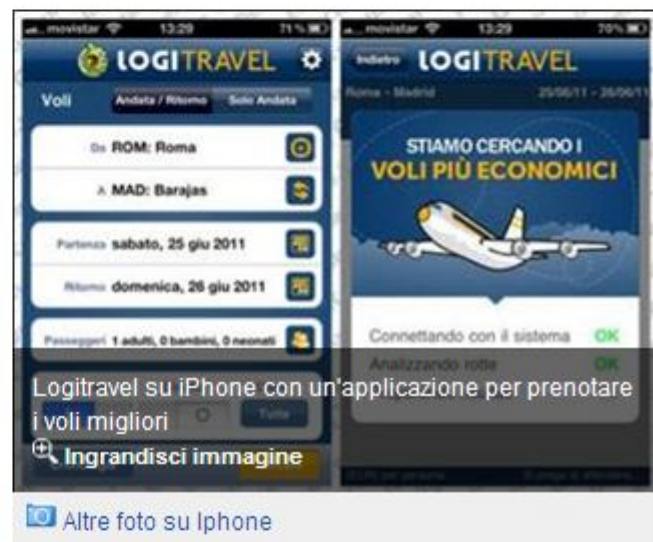 movistar 13:29 71 %
LOGITRAVEL
Voli Andata / Ritorno Solo Andata
Da ROM: Roma
A MAD: Barajas
Partenza sabato, 25 giu 2011
Ritorno domenica, 26 giu 2011
Passeggeri 1 adulti, 0 bambini, 0 neonati
Tutte
movistar 13:29 70%
Indietro LOGITRAVEL
Roma - Madrid 25/06/11 - 26/06/11
STIAMO CERCANDO I
VOLI PIÙ ECONOMICI
Connettando con il sistema OK
Analizzando rotte OK
Logitravel su iPhone con un'applicazione per prenotare
i voli migliori
Ingrandisci immagine
Altre foto su Iphone